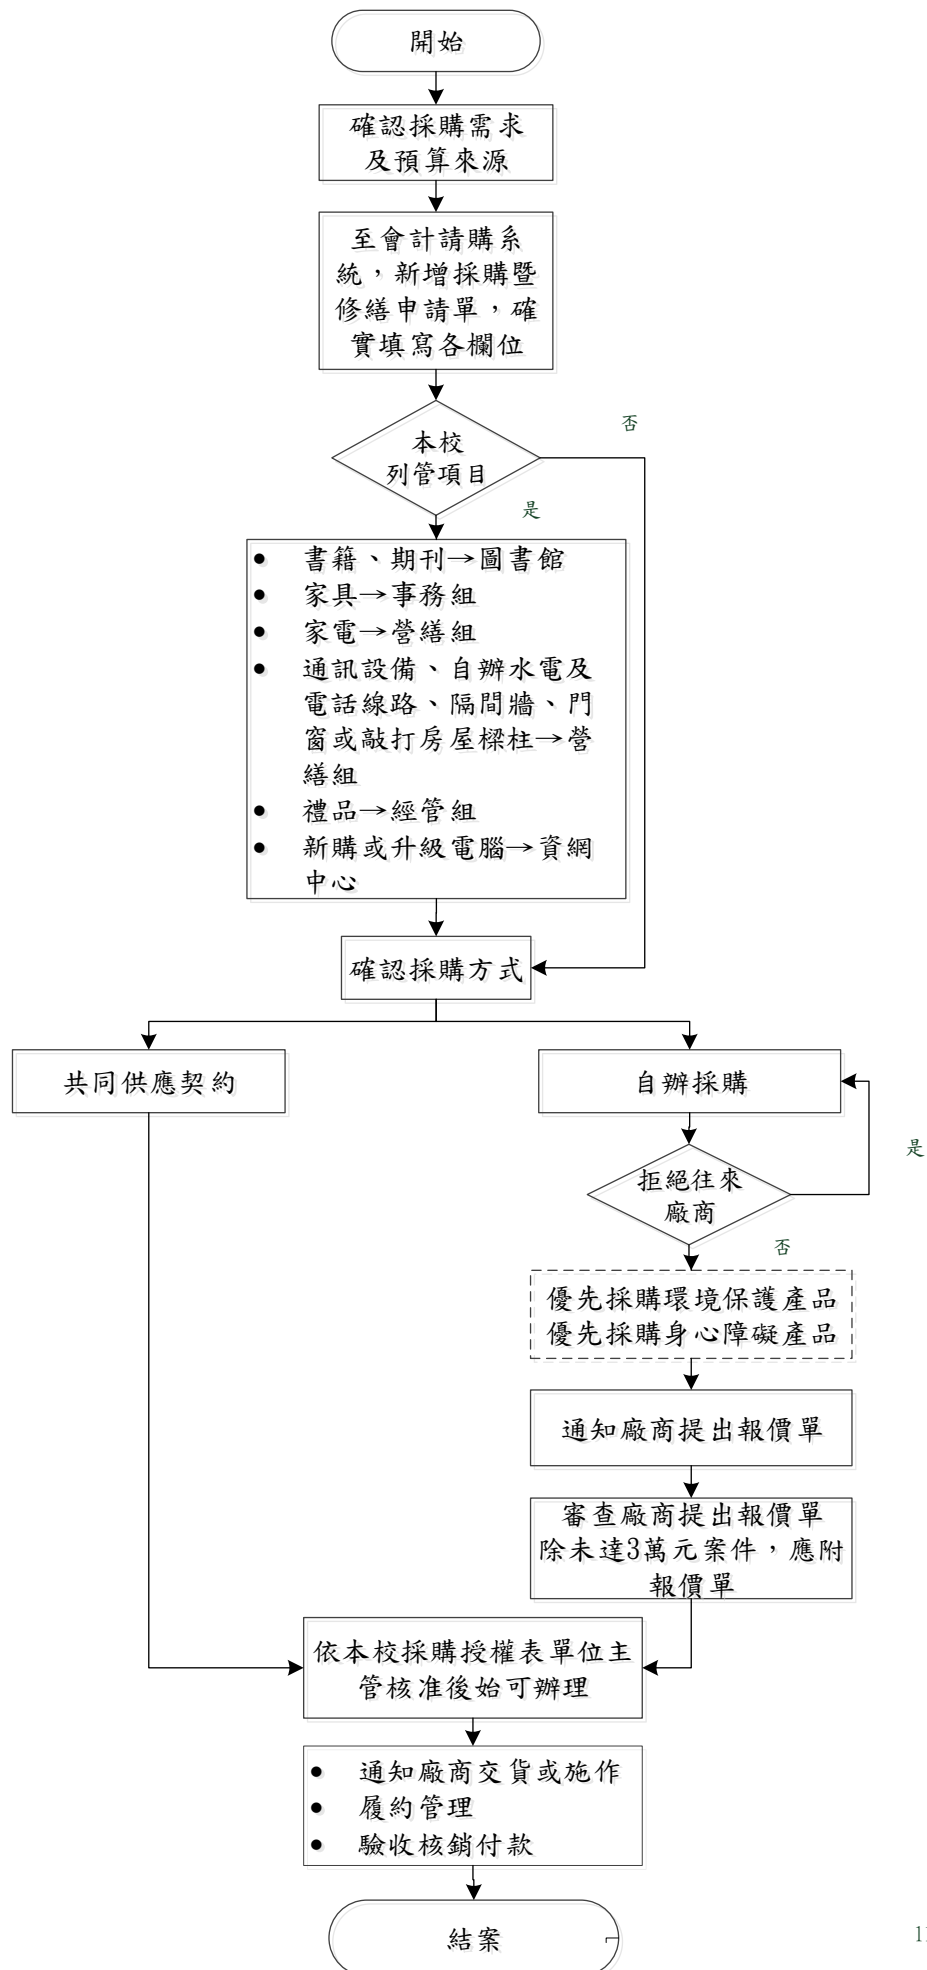 開始
確認採購需求
及預算來源
至會計請購系
統，新增採購暨
修繕申請單，確
實填寫各欄位
否
本校
列管項目
是
• 書籍、期刊→圖書館
• 家具→事務組
• 家電→營繕組
• 通訊設備、自辦水電及
電話線路、隔間牆、門
窗或敲打房屋樑柱→營
繕組
• 禮品→經管組
• 新購或升級電腦→資網
中心
確認採購方式
共同供應契約
自辦採購
是
拒絕往來
廠商
否
優先採購環境保護產品
優先採購身心障礙產品
通知廠商提出報價單
審查廠商提出報價單
除未達3萬元案件，應附
報價單
依本校採購授權表單位主
管核准後始可辦理
• 通知廠商交貨或施作
• 履約管理
• 驗收核銷付款
結案